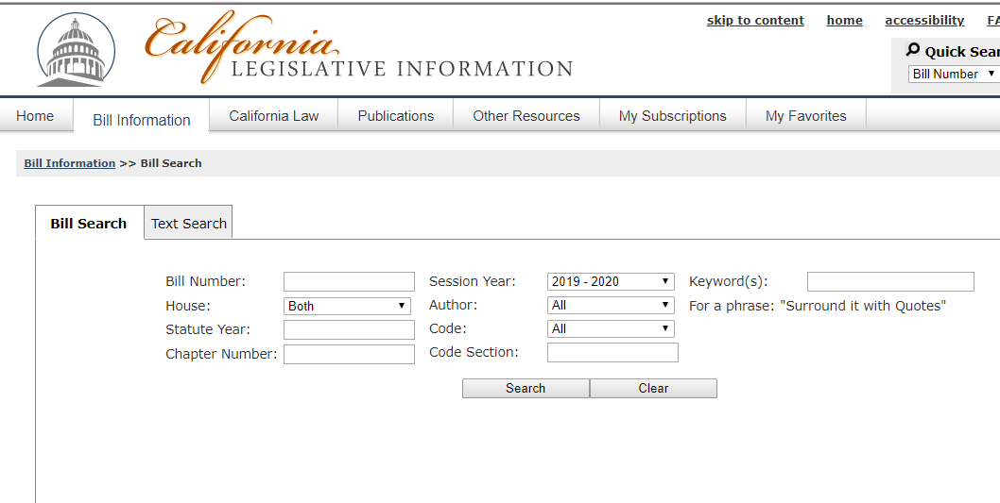 skip to content home accessibility FA
California
LEGISLATIVE INFORMATION
Quick Sear
Bill Number
Home Bill Information California Law Publications Other Resources My Subscriptions My Favorites
Bill Information >> Bill Search
Bill Search Text Search
Bill Number: Session Year: 2019 - 2020 Keyword(s):
House: Both Author: All For a phrase: "Surround it with Quotes"
Statute Year: Code: All
Chapter Number: Code Section:
Search Clear